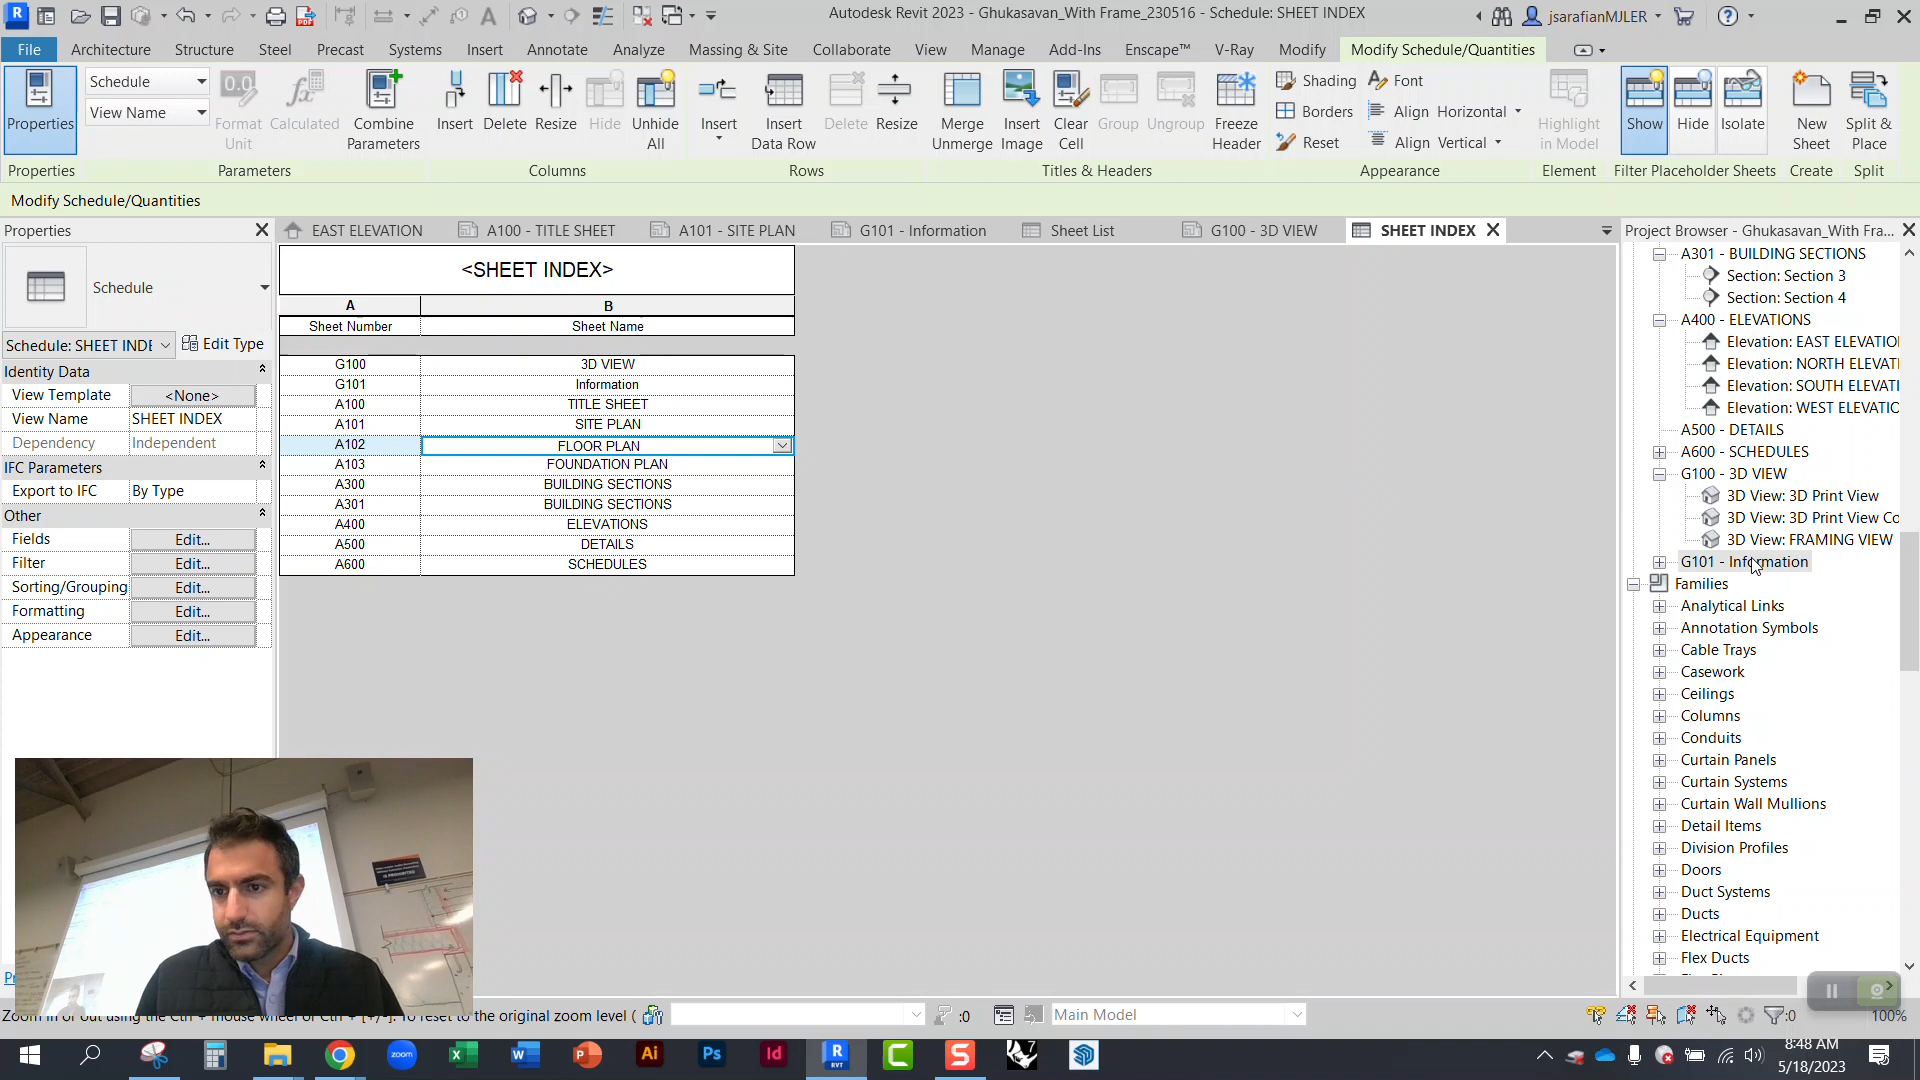 Autodesk Revit 2023 - Ghukasavan_With Frame_230516 - Schedule: SHEET INDEX
jsarafianMJLER
File Architecture Structure Steel Precast Systems Insert Annotate Analyze Massing & Site Collaborate View Manage Add-Ins Enscape™ V-Ray Modify Modify Schedule/Quantities
Properties
Schedule
View Name
Format Unit
Calculated
Combine Parameters
Insert
Delete
Resize
Hide
Unhide All
Insert
Insert Data Row
Delete
Resize
Merge Unmerge
Insert Image
Clear Cell
Group
Ungroup
Freeze Header
Shading
Borders
Reset
Font
Align Horizontal
Align Vertical
Highlight in Model
Show
Hide
Isolate
New Sheet
Split & Place
Properties Parameters Columns Rows Titles & Headers Appearance Element Filter Placeholder Sheets Create Split
Modify Schedule/Quantities
Properties
EAST ELEVATION A100 - TITLE SHEET A101 - SITE PLAN G101 - Information Sheet List G100 - 3D VIEW SHEET INDEX
Project Browser - Ghukasavan_With Fra...
Schedule
Schedule: SHEET INDE
Edit Type
Identity Data
View Template <None>
View Name SHEET INDEX
Dependency Independent
IFC Parameters
Export to IFC By Type
Other
Fields Edit...
Filter Edit...
Sorting/Grouping Edit...
Formatting Edit...
Appearance Edit...
<SHEET INDEX>
A B
Sheet Number Sheet Name
G100 3D VIEW
G101 Information
A100 TITLE SHEET
A101 SITE PLAN
A102 FLOOR PLAN
A103 FOUNDATION PLAN
A300 BUILDING SECTIONS
A301 BUILDING SECTIONS
A400 ELEVATIONS
A500 DETAILS
A600 SCHEDULES
A301 - BUILDING SECTIONS
Section: Section 3
Section: Section 4
A400 - ELEVATIONS
Elevation: EAST ELEVATIO
Elevation: NORTH ELEVATI
Elevation: SOUTH ELEVATI
Elevation: WEST ELEVATIO
A500 - DETAILS
A600 - SCHEDULES
G100 - 3D VIEW
3D View: 3D Print View
3D View: 3D Print View Co
3D View: FRAMING VIEW
G101 - Information
Families
Analytical Links
Annotation Symbols
Cable Trays
Casework
Ceilings
Columns
Conduits
Curtain Panels
Curtain Systems
Curtain Wall Mullions
Detail Items
Division Profiles
Doors
Duct Systems
Ducts
Electrical Equipment
Flex Ducts
Pr
Zoom in or out using the Ctrl + mouse wheel or Ctrl + [+/-]. To reset to the original zoom level (
:0
Main Model
:0
100%
8:48 AM
5/18/2023